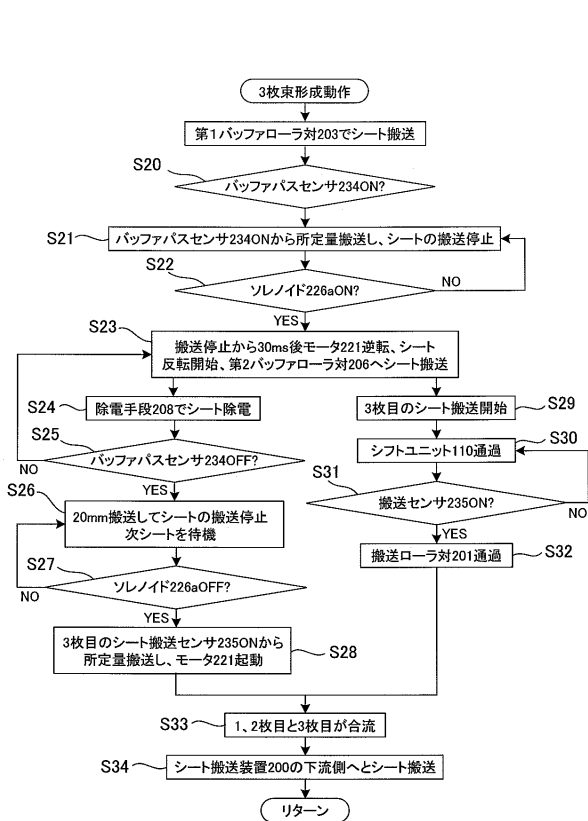 3枚束形成動作
第1バッファローラ対203でシート搬送
S20
バッファパスセンサ234ON?
S21
バッファパスセンサ234ONから所定量搬送し、シートの搬送停止
S22
ソレノイド226aON?
NO
YES
S23
搬送停止から30ms後モータ221逆転、シート
反転開始、第2バッファローラ対206へシート搬送
S24
除電手段208でシート除電
S25
バッファパスセンサ234OFF?
NO
YES
S26
20mm搬送してシートの搬送停止
次シートを待機
S27
ソレノイド226aOFF?
NO
YES
3枚目のシート搬送センサ235ONから
所定量搬送し、モータ221起動
S28
3枚目のシート搬送開始
S29
S30
シフトユニット110通過
S31
搬送センサ235ON?
NO
YES
搬送ローラ対201通過
S32
S33
1、2枚目と3枚目が合流
S34
シート搬送装置200の下流側へとシート搬送
リターン